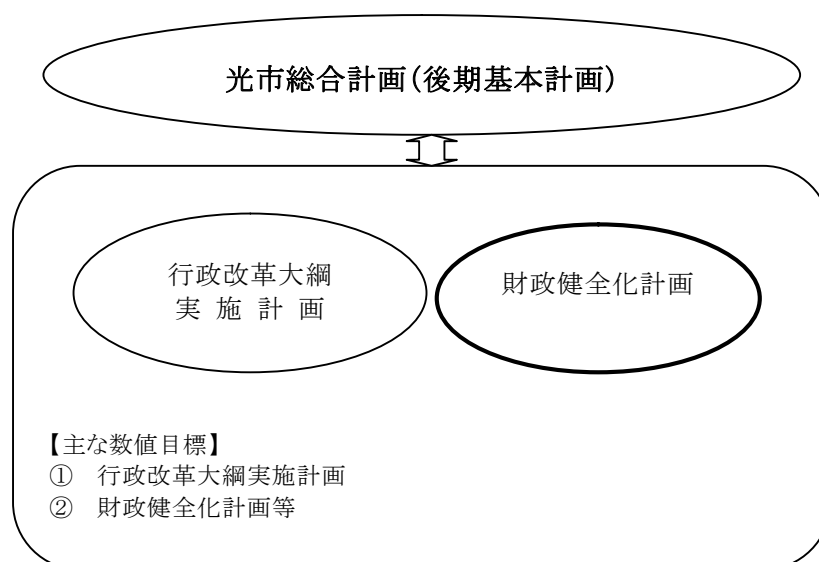 光市総合計画(後期基本計画)
行政改革大綱
実 施 計 画
財政健全化計画
【主な数値目標】
① 行政改革大綱実施計画
② 財政健全化計画等